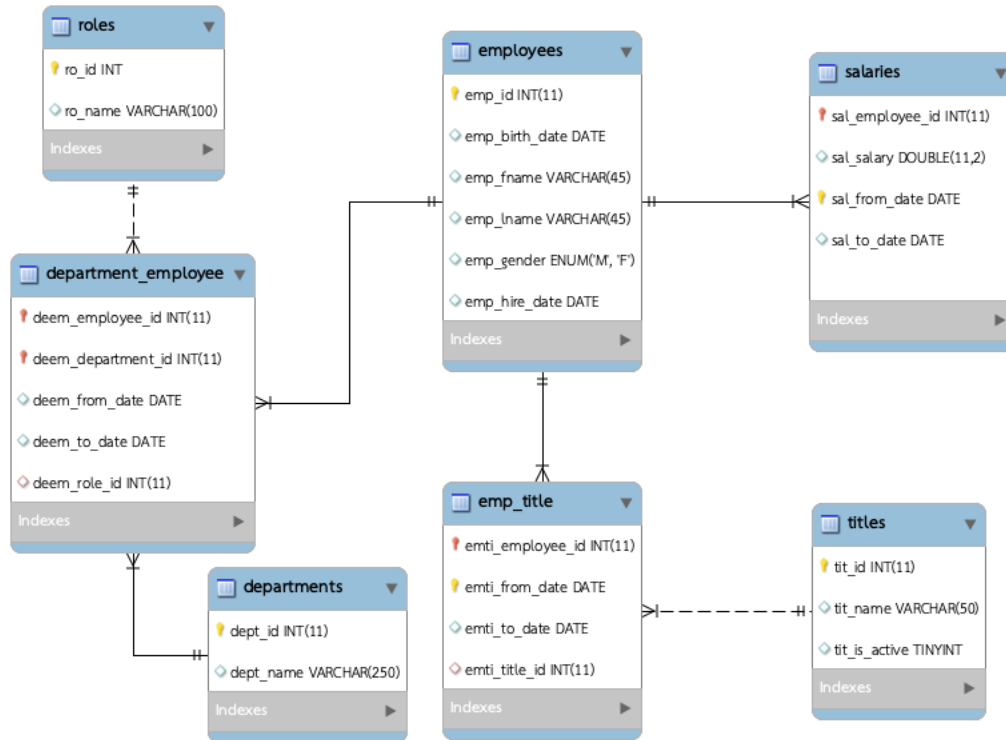 roles
ro_id INT
ro_name VARCHAR(100)
Indexes
employees
emp_id INT(11)
emp_birth_date DATE
emp_fname VARCHAR(45)
emp_lname VARCHAR(45)
emp_gender ENUM('M', 'F')
emp_hire_date DATE
Indexes
salaries
sal_employee_id INT(11)
sal_salary DOUBLE(11,2)
sal_from_date DATE
sal_to_date DATE
Indexes
department_employee
deem_employee_id INT(11)
deem_department_id INT(11)
deem_from_date DATE
deem_to_date DATE
deem_role_id INT(11)
Indexes
departments
dept_id INT(11)
dept_name VARCHAR(250)
Indexes
emp_title
emti_employee_id INT(11)
emti_from_date DATE
emti_to_date DATE
emti_title_id INT(11)
Indexes
titles
tit_id INT(11)
tit_name VARCHAR(50)
tit_is_active TINYINT
Indexes